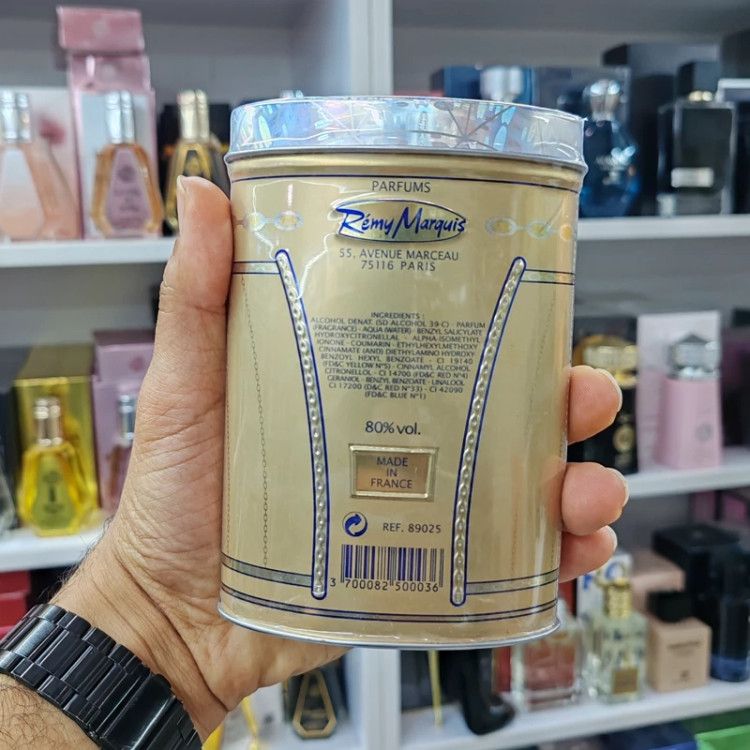 PARFUMS
Rémy Marquis
55, AVENUE MARCEAU
75116 PARIS
INGREDIENTS :
ALCOHOL DENAT. (SD ALCOHOL 39-C) - PARFUM
(FRAGRANCE) - AQUA (WATER) - BENZYL SALICYLATE
HYDROXYCITRONELLAL - ALPHA-ISOMETHYL
IONONE - COUMARIN - ETHYLHEXYLMETHOXY
CINNAMATE (AND) DIETHYLAMINO HYDROXY-
BENZOYL HEXYL BENZOATE - CI 19140
(FD&C YELLOW N°5) - CINNAMYL ALCOHOL
CITRONELLOL - CI 14700 (FD&C RED N°4)
GERANIOL - BENZYL BENZOATE - LINALOOL
CI 17200 (D&C RED N°33) - CI 42090
(FD&C BLUE N°1)
80% vol.
MADE
IN
FRANCE
REF. 89025
3 700082 500036